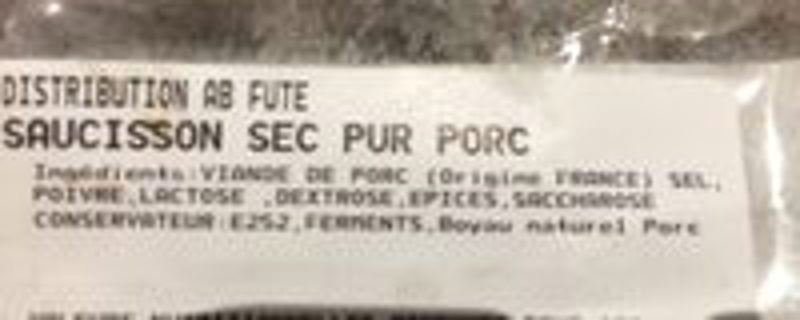 DISTRIBUTION AB FUTE
SAUCISSON SEC PUR PORC
Ingédients:VIANDE DE PORC (Origine FRANCE) SEL,
POIVRE,LACTOSE ,DEXTROSE,EPICES,SACCHAROSE
CONSERVATEUR:E252,FERMENTS,Boyau naturel Porc